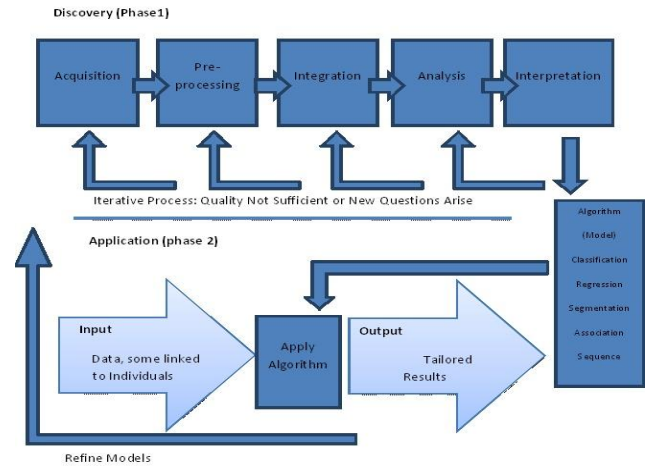 Discovery (Phase1)
Acquisition
Pre-
processing
Integration
Analysis
Interpretation
Iterative Process: Quality Not Sufficient or New Questions Arise
Application (phase 2)
Algorithm
(Model)
Classification
Regression
Segmentation
Association
Sequence
Input
Data, some linked
to Individuals
Apply
Algorithm
Output
Tailored
Results
Refine Models